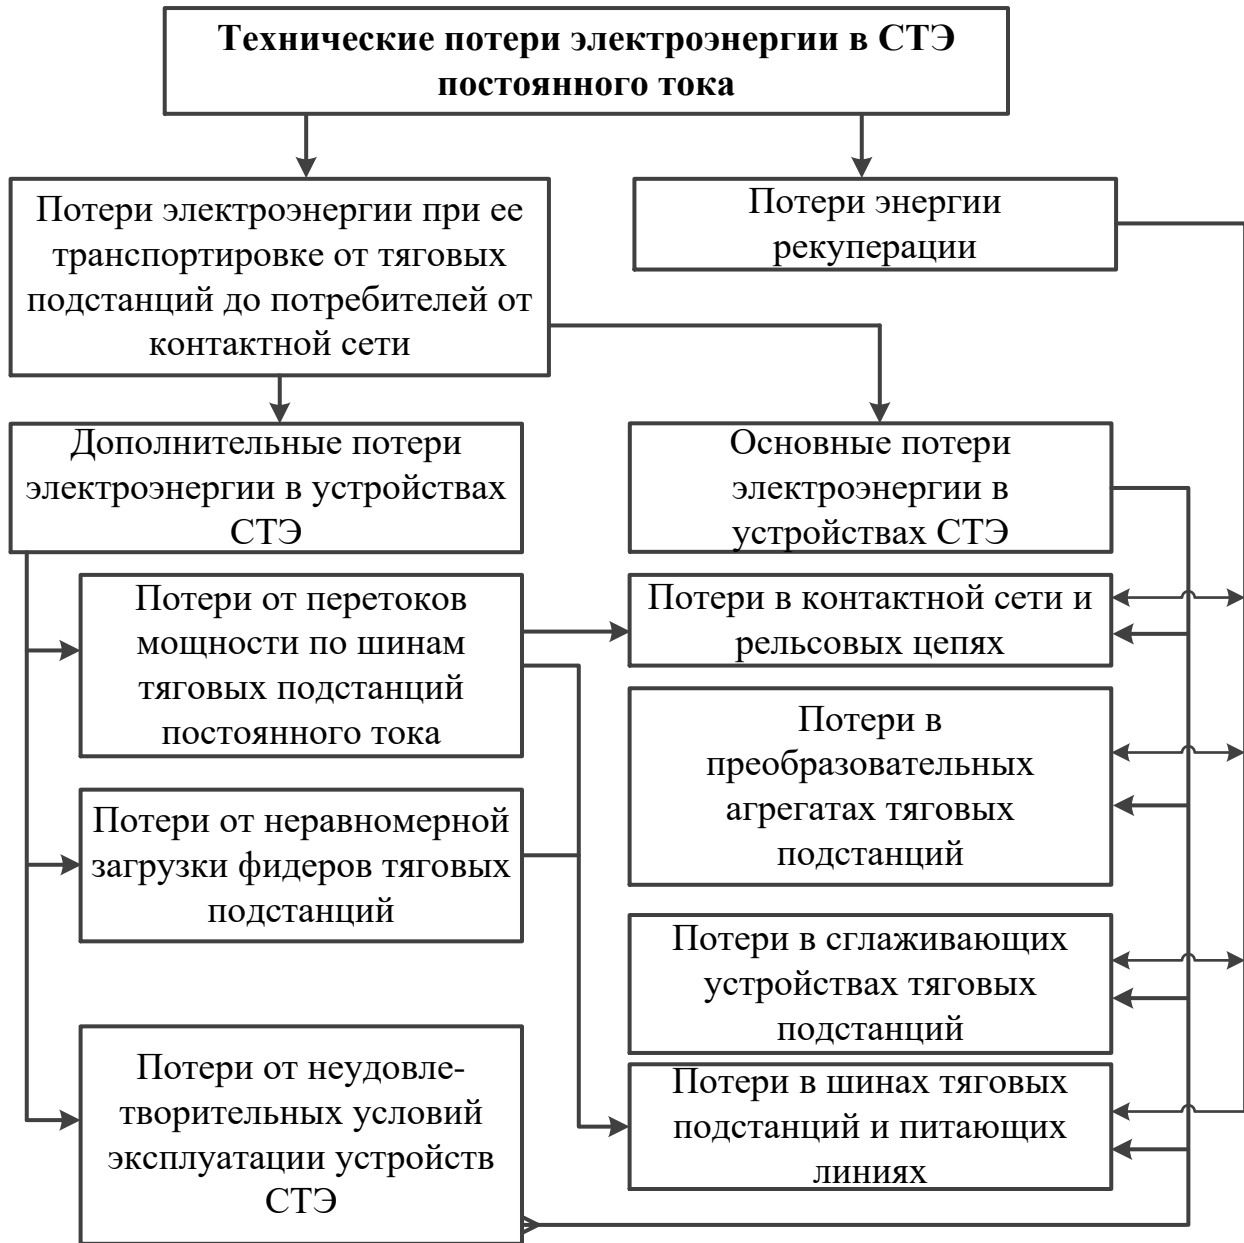 Технические потери электроэнергии в СТЭ
постоянного тока
Потери электроэнергии при ее
транспортировке от тяговых
подстанций до потребителей от
контактной сети
Потери энергии
рекуперации
Дополнительные потери
электроэнергии в устройствах
СТЭ
Основные потери
электроэнергии в
устройствах СТЭ
Потери от перетоков
мощности по шинам
тяговых подстанций
постоянного тока
Потери в контактной сети и
рельсовых цепях
Потери в
преобразовательных
агрегатах тяговых
подстанций
Потери от неравномерной
загрузки фидеров тяговых
подстанций
Потери в сглаживающих
устройствах тяговых
подстанций
Потери от неудовле-
творительных условий
эксплуатации устройств
СТЭ
Потери в шинах тяговых
подстанций и питающих
линиях